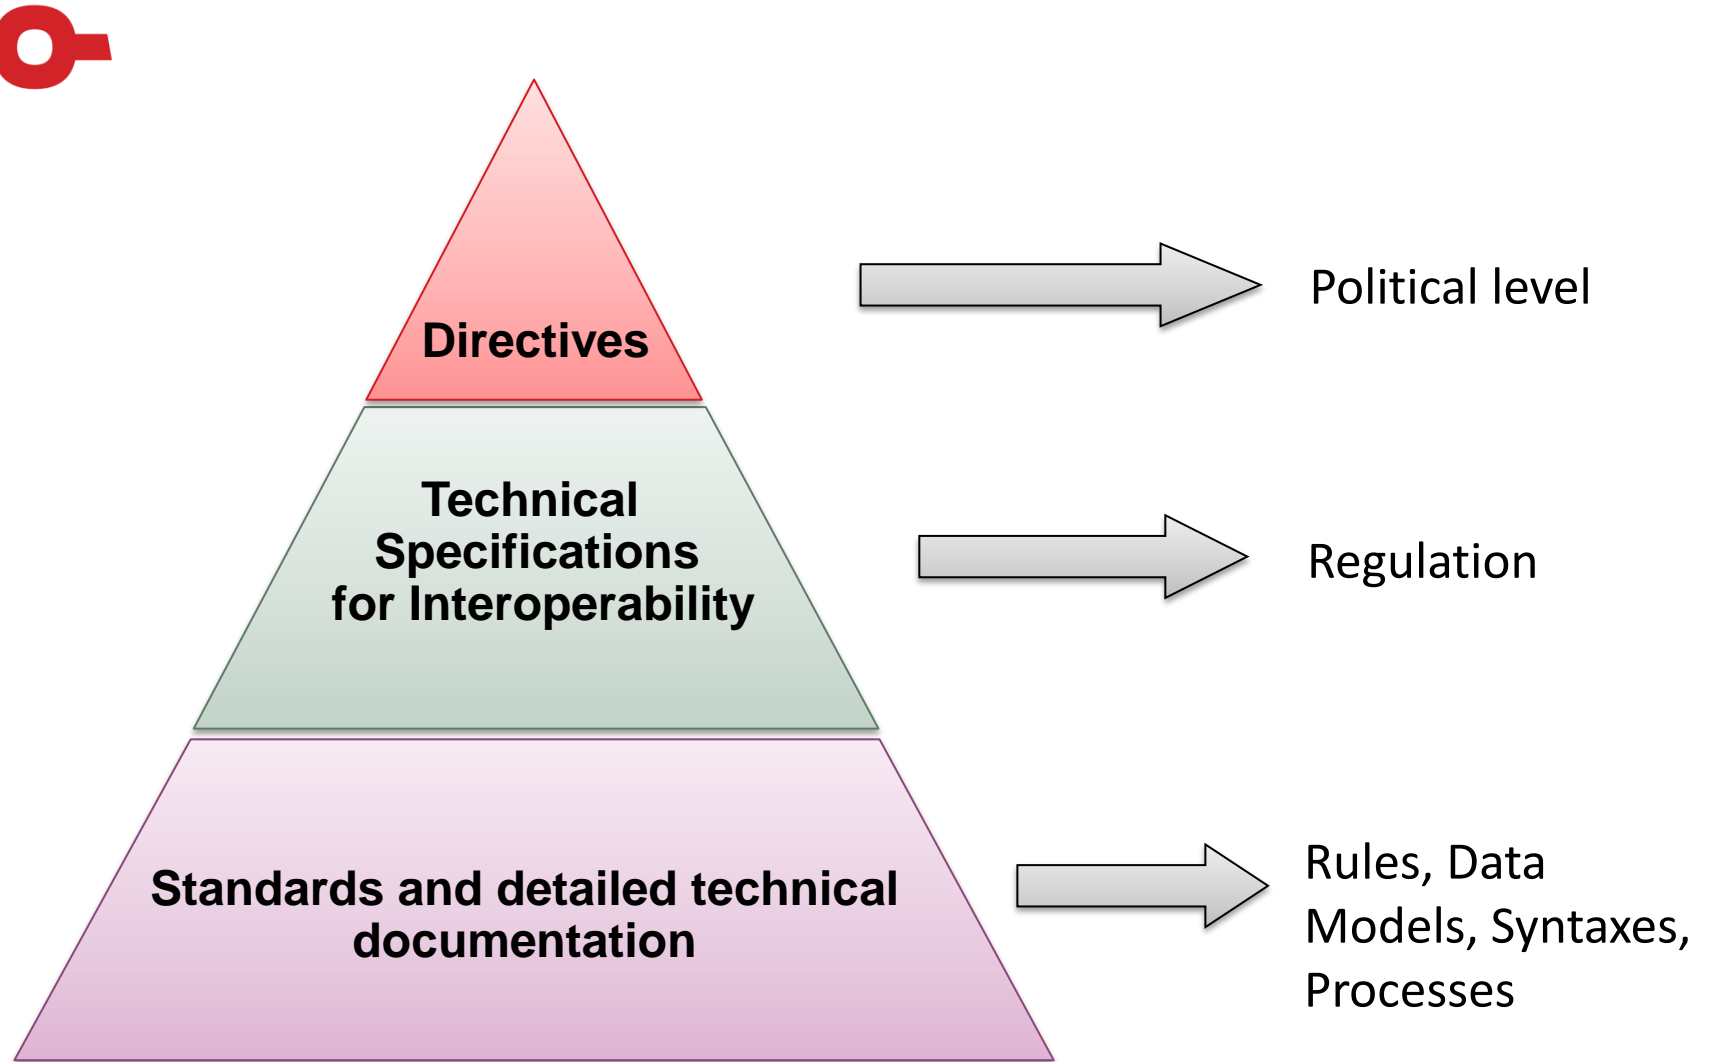 Directives
Political level
Technical
Specifications
for Interoperability
Regulation
Standards and detailed technical
documentation
Rules, Data
Models, Syntaxes,
Processes